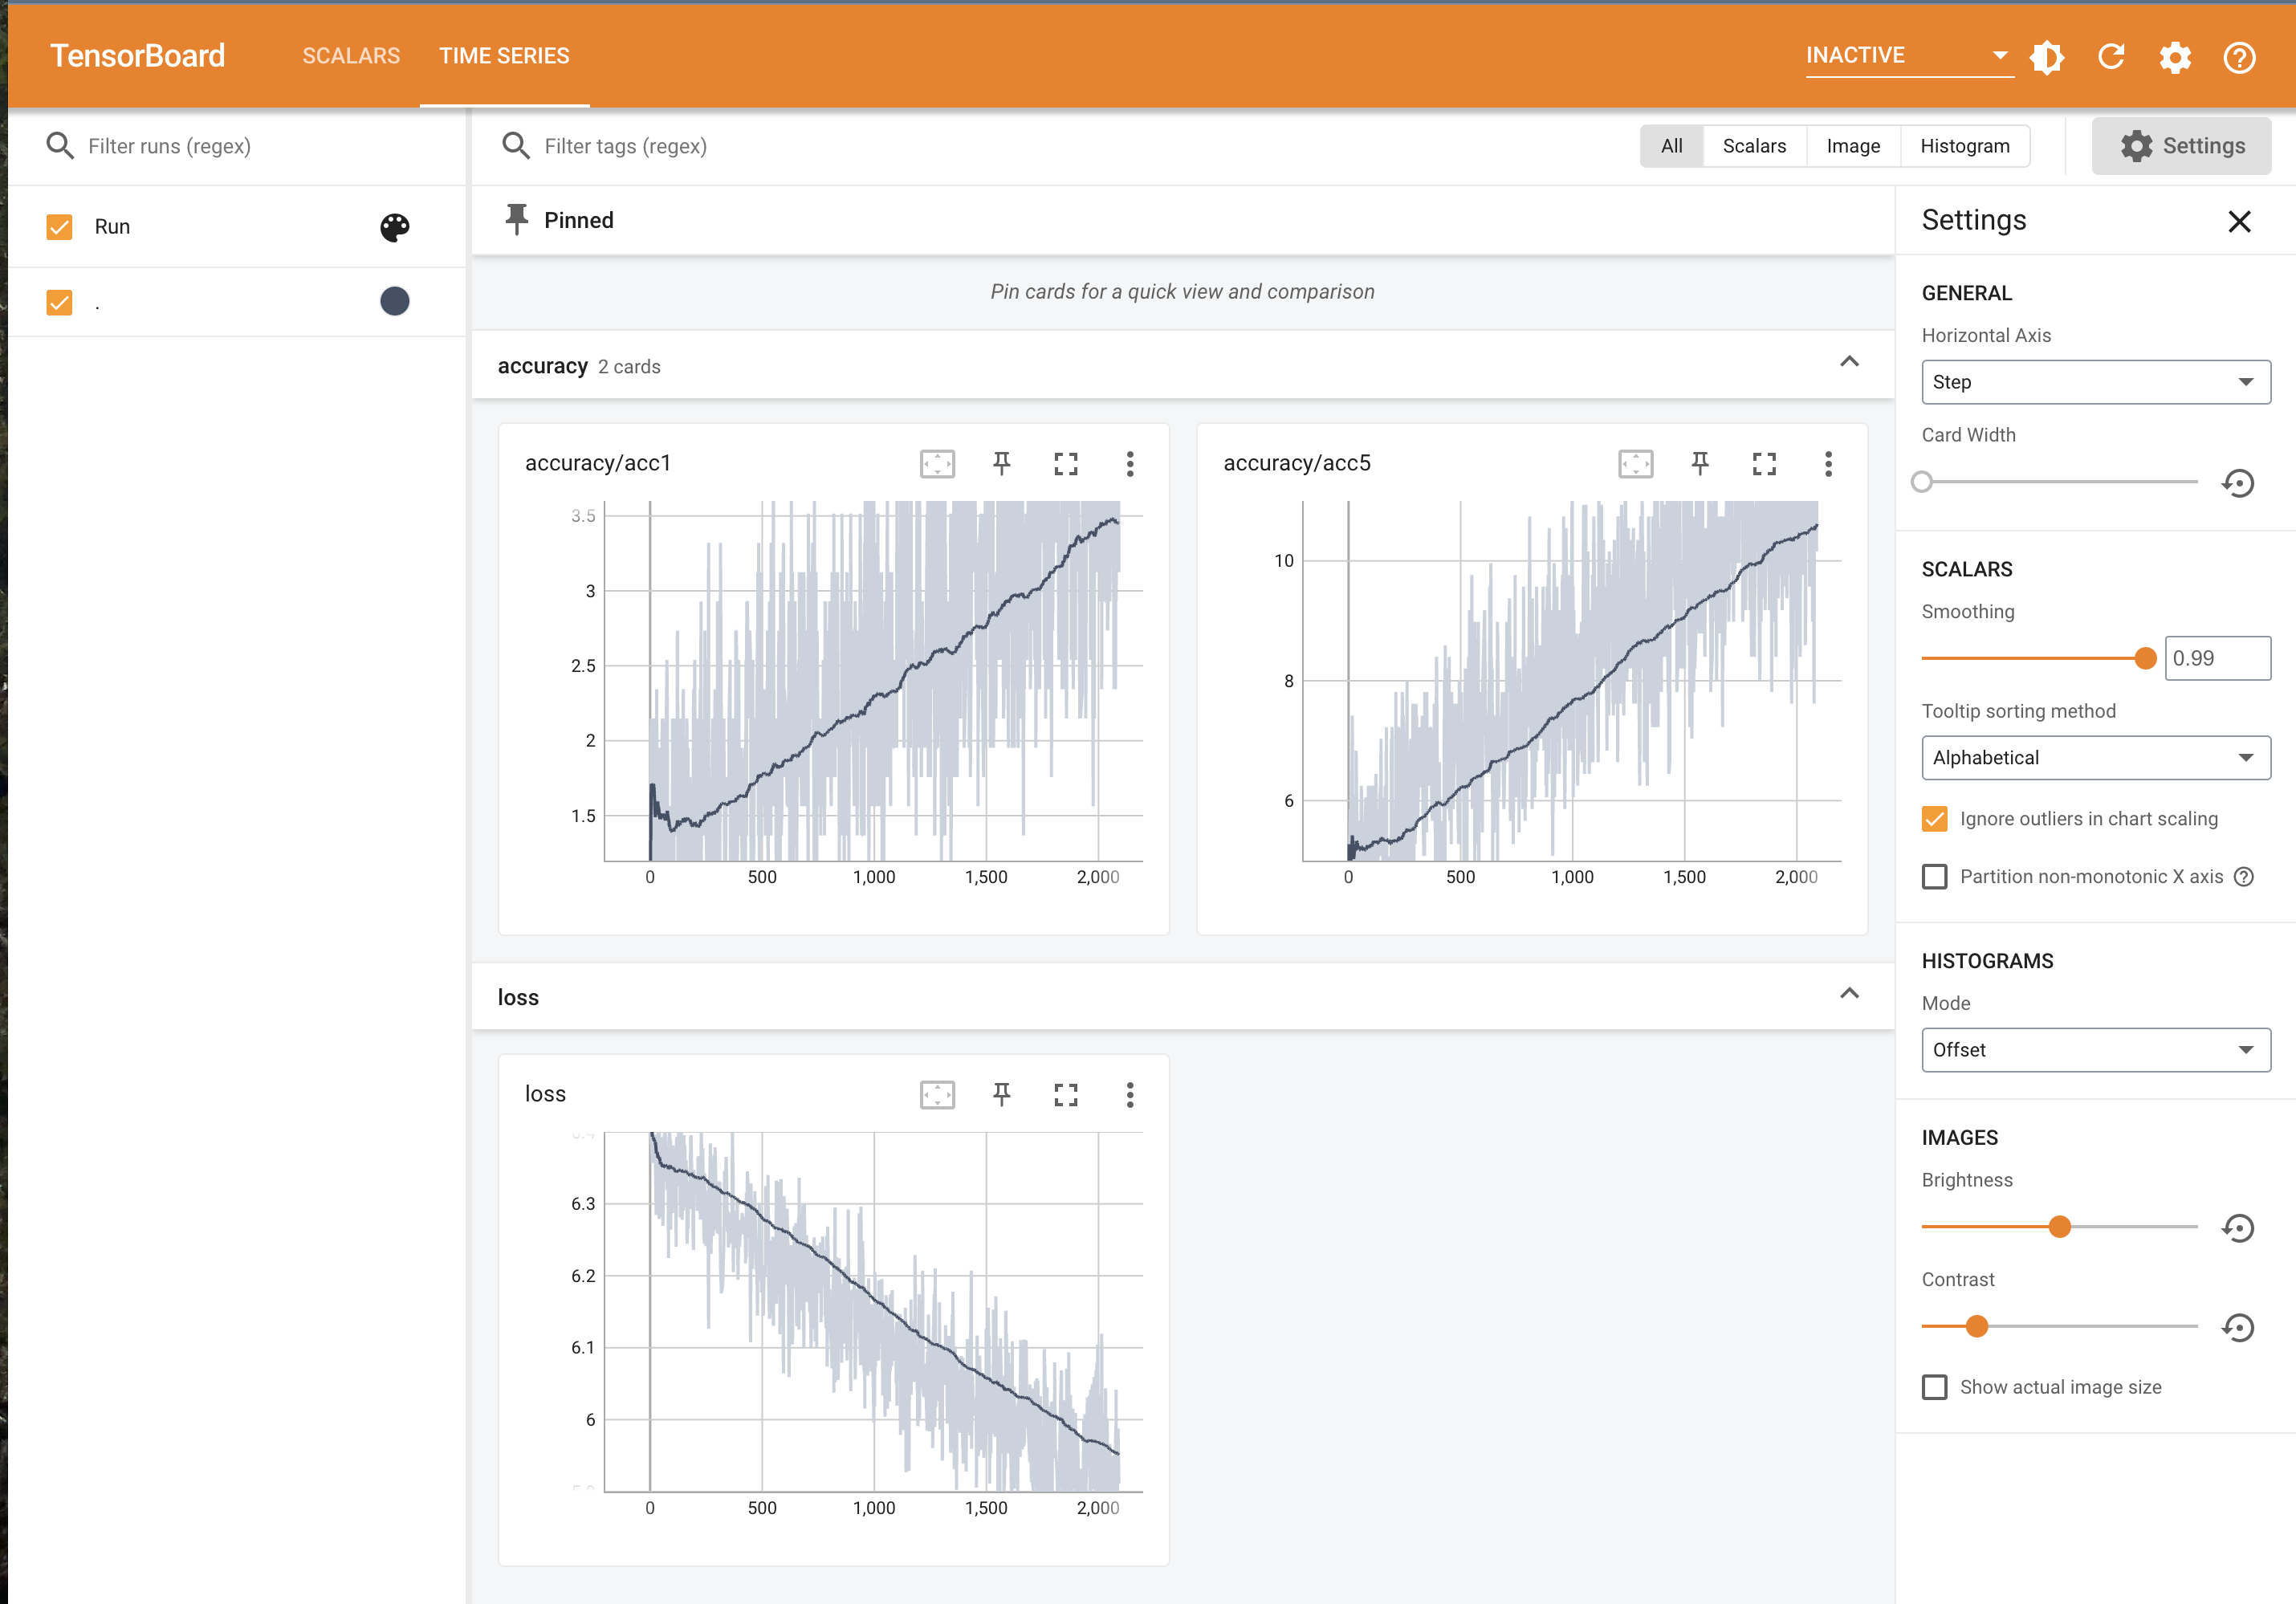 TensorBoard SCALARS TIME SERIES INACTIVE
Filter runs (regex)
Filter tags (regex) All Scalars Image Histogram Settings
Run
.
Pinned
Pin cards for a quick view and comparison
accuracy 2 cards
accuracy/acc1
3.5
3
2.5
2
1.5
0 500 1,000 1,500 2,000
accuracy/acc5
10
8
6
0 500 1,000 1,500 2,000
loss
loss
6.3
6.2
6.1
6
0 500 1,000 1,500 2,000
Settings
GENERAL
Horizontal Axis
Step
Card Width
SCALARS
Smoothing
0.99
Tooltip sorting method
Alphabetical
Ignore outliers in chart scaling
Partition non-monotonic X axis
HISTOGRAMS
Mode
Offset
IMAGES
Brightness
Contrast
Show actual image size